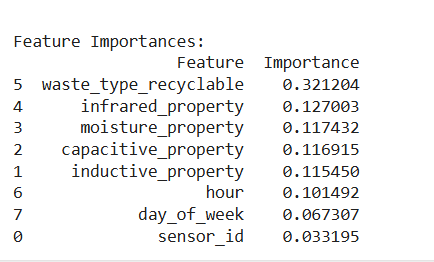 Feature Importances:
Feature Importance
5 waste_type_recyclable 0.321204
4 infrared_property 0.127003
3 moisture_property 0.117432
2 capacitive_property 0.116915
1 inductive_property 0.115450
6 hour 0.101492
7 day_of_week 0.067307
0 sensor_id 0.033195